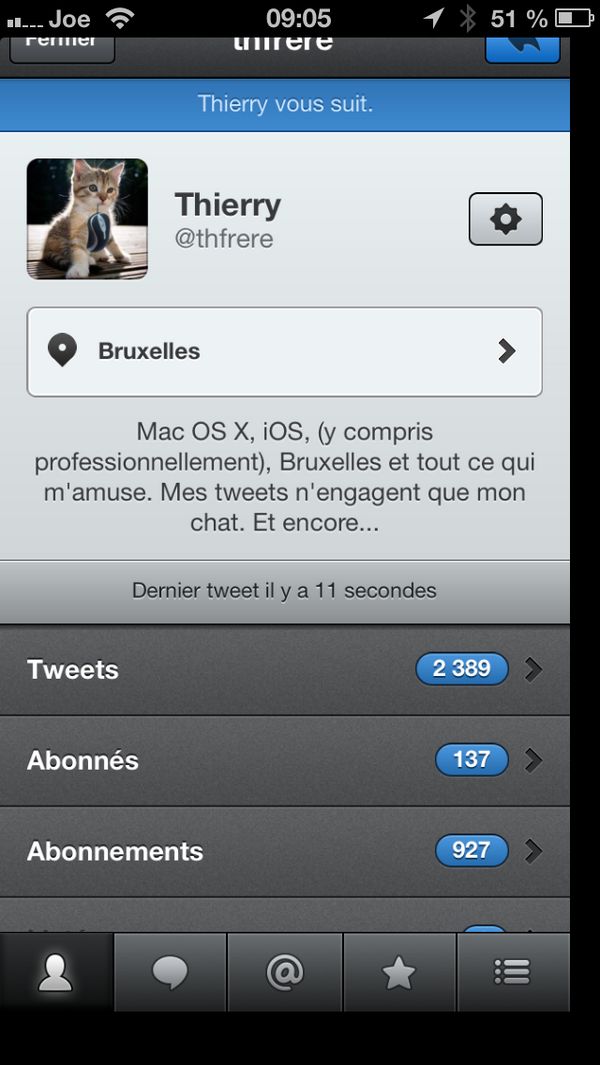 Joe 09:05 51 %
Fermer thfrere
Thierry vous suit.
Thierry
@thfrere
Bruxelles
Mac OS X, iOS, (y compris
professionnellement), Bruxelles et tout ce qui
m'amuse. Mes tweets n'engagent que mon
chat. Et encore...
Dernier tweet il y a 11 secondes
Tweets 2 389
Abonnés 137
Abonnements 927
@